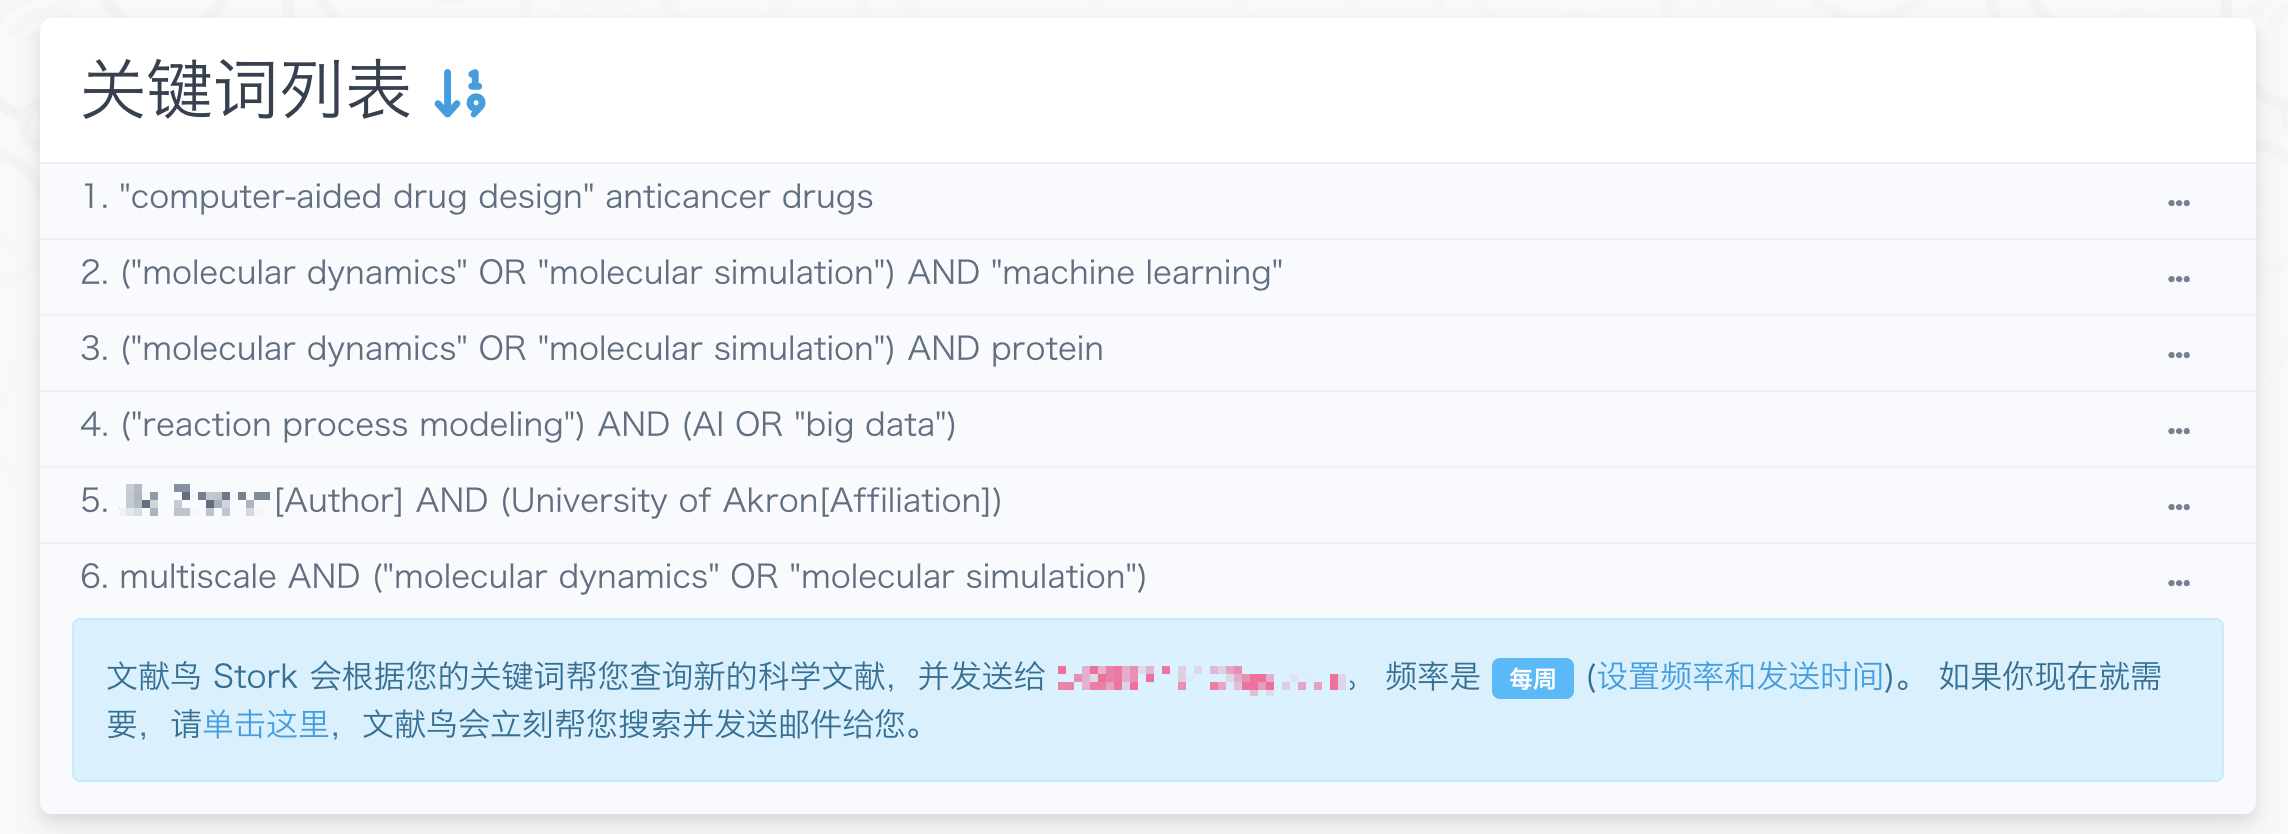 关键词列表
1. "computer-aided drug design" anticancer drugs
2. ("molecular dynamics" OR "molecular simulation") AND "machine learning"
3. ("molecular dynamics" OR "molecular simulation") AND protein
4. ("reaction process modeling") AND (AI OR "big data")
5. [Author] AND (University of Akron[Affiliation])
6. multiscale AND ("molecular dynamics" OR "molecular simulation")
文献鸟 Stork 会根据您的关键词帮您查询新的科学文献，并发送给 。 频率是 每周 (设置频率和发送时间)。 如果你现在就需
要，请单击这里，文献鸟会立刻帮您搜索并发送邮件给您。